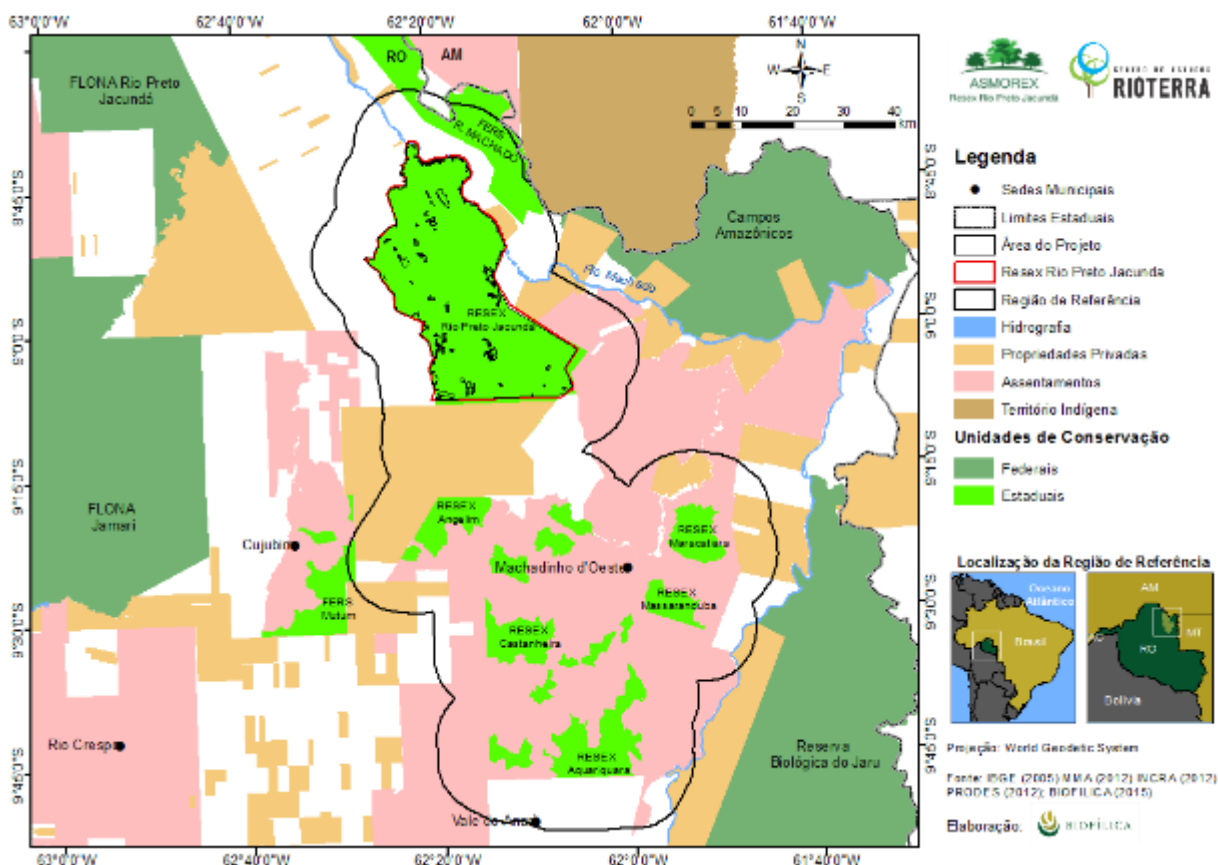 63°0'0"W 62°40'0"W 62°20'0"W 62°0'0"W 61°40'0"W
FLONA Rio Preto
Jacundá
RO
AM
N
W E
S
0 5 10 20 30 40
km
FERS
R. MACHADO
Campos
Amazônicos
Rio Machado
RESEX
Rio Preto Jacundá
FLONA
Jamari
RESEX
Angelim
Cujubim
RESEX
Maracatiara
Machadinho d'Oeste
RESEX
Massaranduba
FERS
Mutum
RESEX
Castanheira
Rio Crespo
RESEX
Aquariquara
Reserva
Biológica do Jaru
Vale do Anari
9°15'0"S
9°30'0"S
9°45'0"S
9°30'0"S
9°45'0"S
63°0'0"W 62°40'0"W 62°20'0"W 62°0'0"W 61°40'0"W
ASMOREX
Resex Rio Preto Jacundá
CENTRO DE ESTUDOS
RIOTERRA
Legenda
Sedes Municipais
Limites Estaduais
Área do Projeto
Resex Rio Preto Jacunda
Região de Referência
Hidrografia
Propriedades Privadas
Assentamentos
Território Indígena
Unidades de Conservação
Federais
Estaduais
Localização da Região de Referência
Oceano
Atlântico
Brasil
AM
AC
MT
RO
Bolívia
Projeção: World Geodetic System
Fonte: IBGE (2005) MMA (2012) INCRA (2012)
PRODES (2012); BIOFILICA (2015)
Elaboração:
BIOFÍLICA